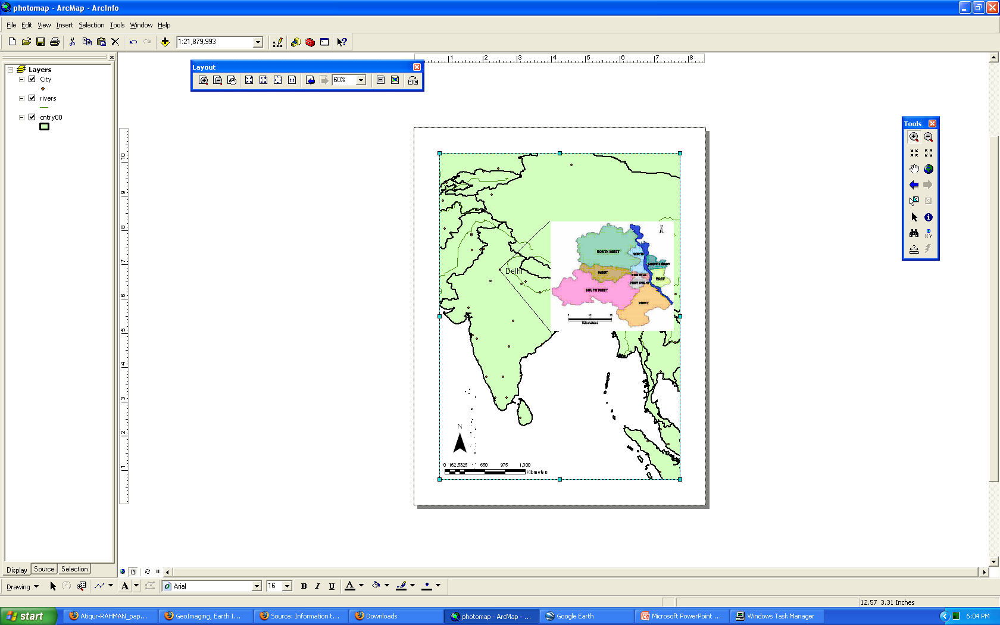 photomap - ArcMap - ArcInfo
File Edit View Insert Selection Tools Window Help
1:21,879,993
Layout
60%
Layers
City
rivers
cntry00
1 2 3 4 5 6 7 8
10
9
8
7
6
5
4
3
2
1
Tools
XY
NORTH WEST
NORTH
NORTH EAST
WEST
CENTRAL
EAST
NEW DELHI
SOUTH WEST
Kilometers
Delhi
N
0 162.5325 650 975 1,300
Kilometers
Display Source Selection
Drawing A Arial 16 B I U A
12.57 3.31 Inches
start Atiqur-RAHMAN_pap... GeoImaging, Earth I... Source: Information t... Downloads photomap - ArcMap - ... Google Earth Microsoft PowerPoint ... Windows Task Manager 6:04 PM